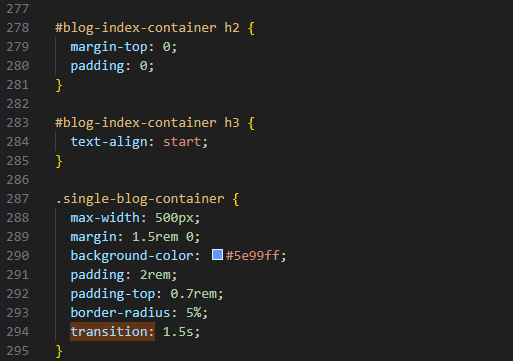 277
278 #blog-index-container h2 {
279 margin-top: 0;
280 padding: 0;
281 }
282
283 #blog-index-container h3 {
284 text-align: start;
285 }
286
287 .single-blog-container {
288 max-width: 500px;
289 margin: 1.5rem 0;
290 background-color: #5e99ff;
291 padding: 2rem;
292 padding-top: 0.7rem;
293 border-radius: 5%;
294 transition: 1.5s;
295 }